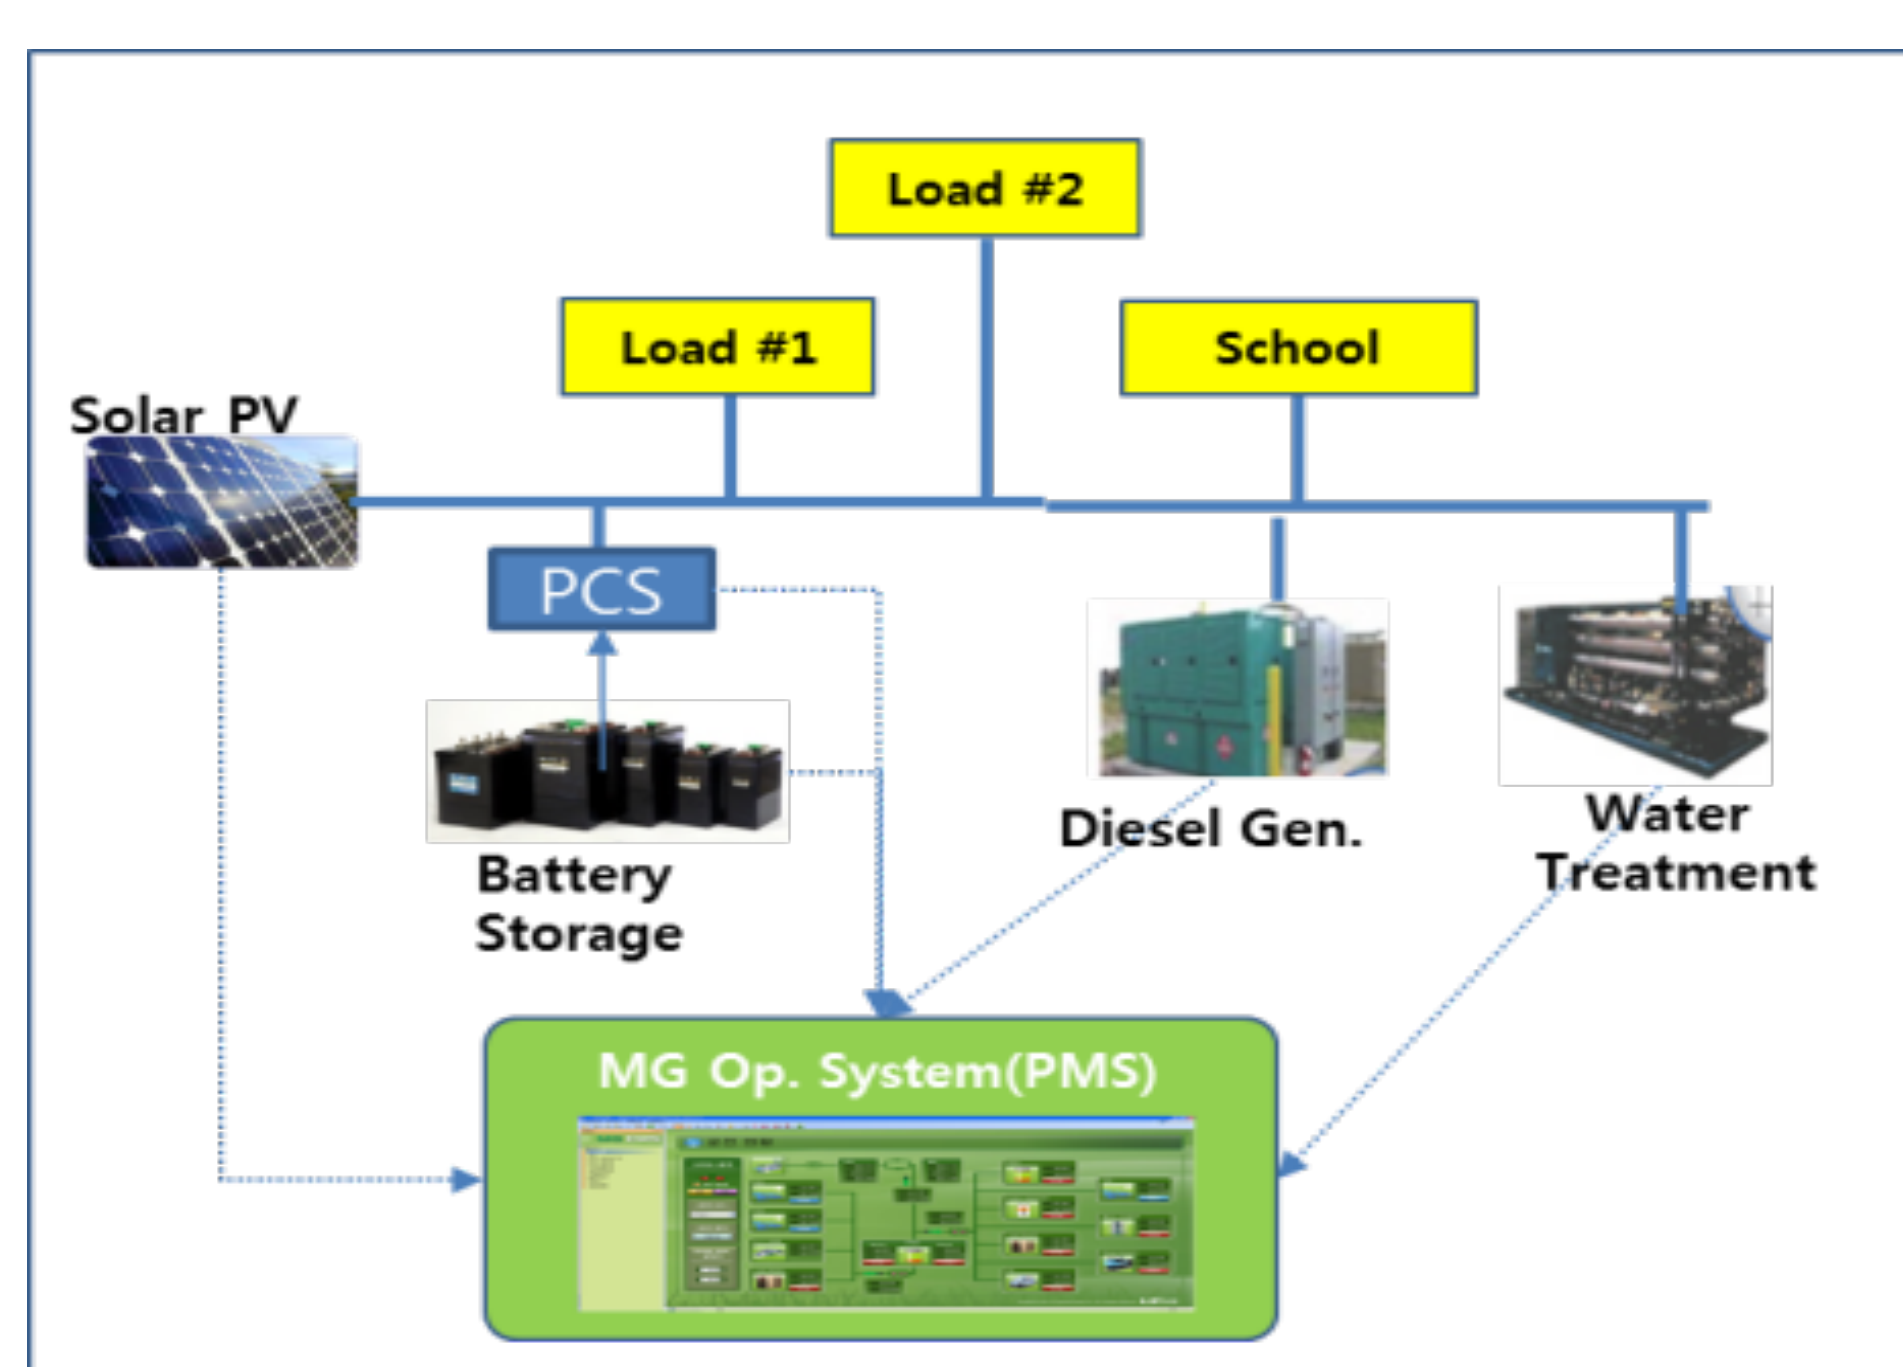 Load #2
Load #1
School
Solar PV
PCS
Diesel Gen.
Water
Treatment
Battery
Storage
MG Op. System(PMS)